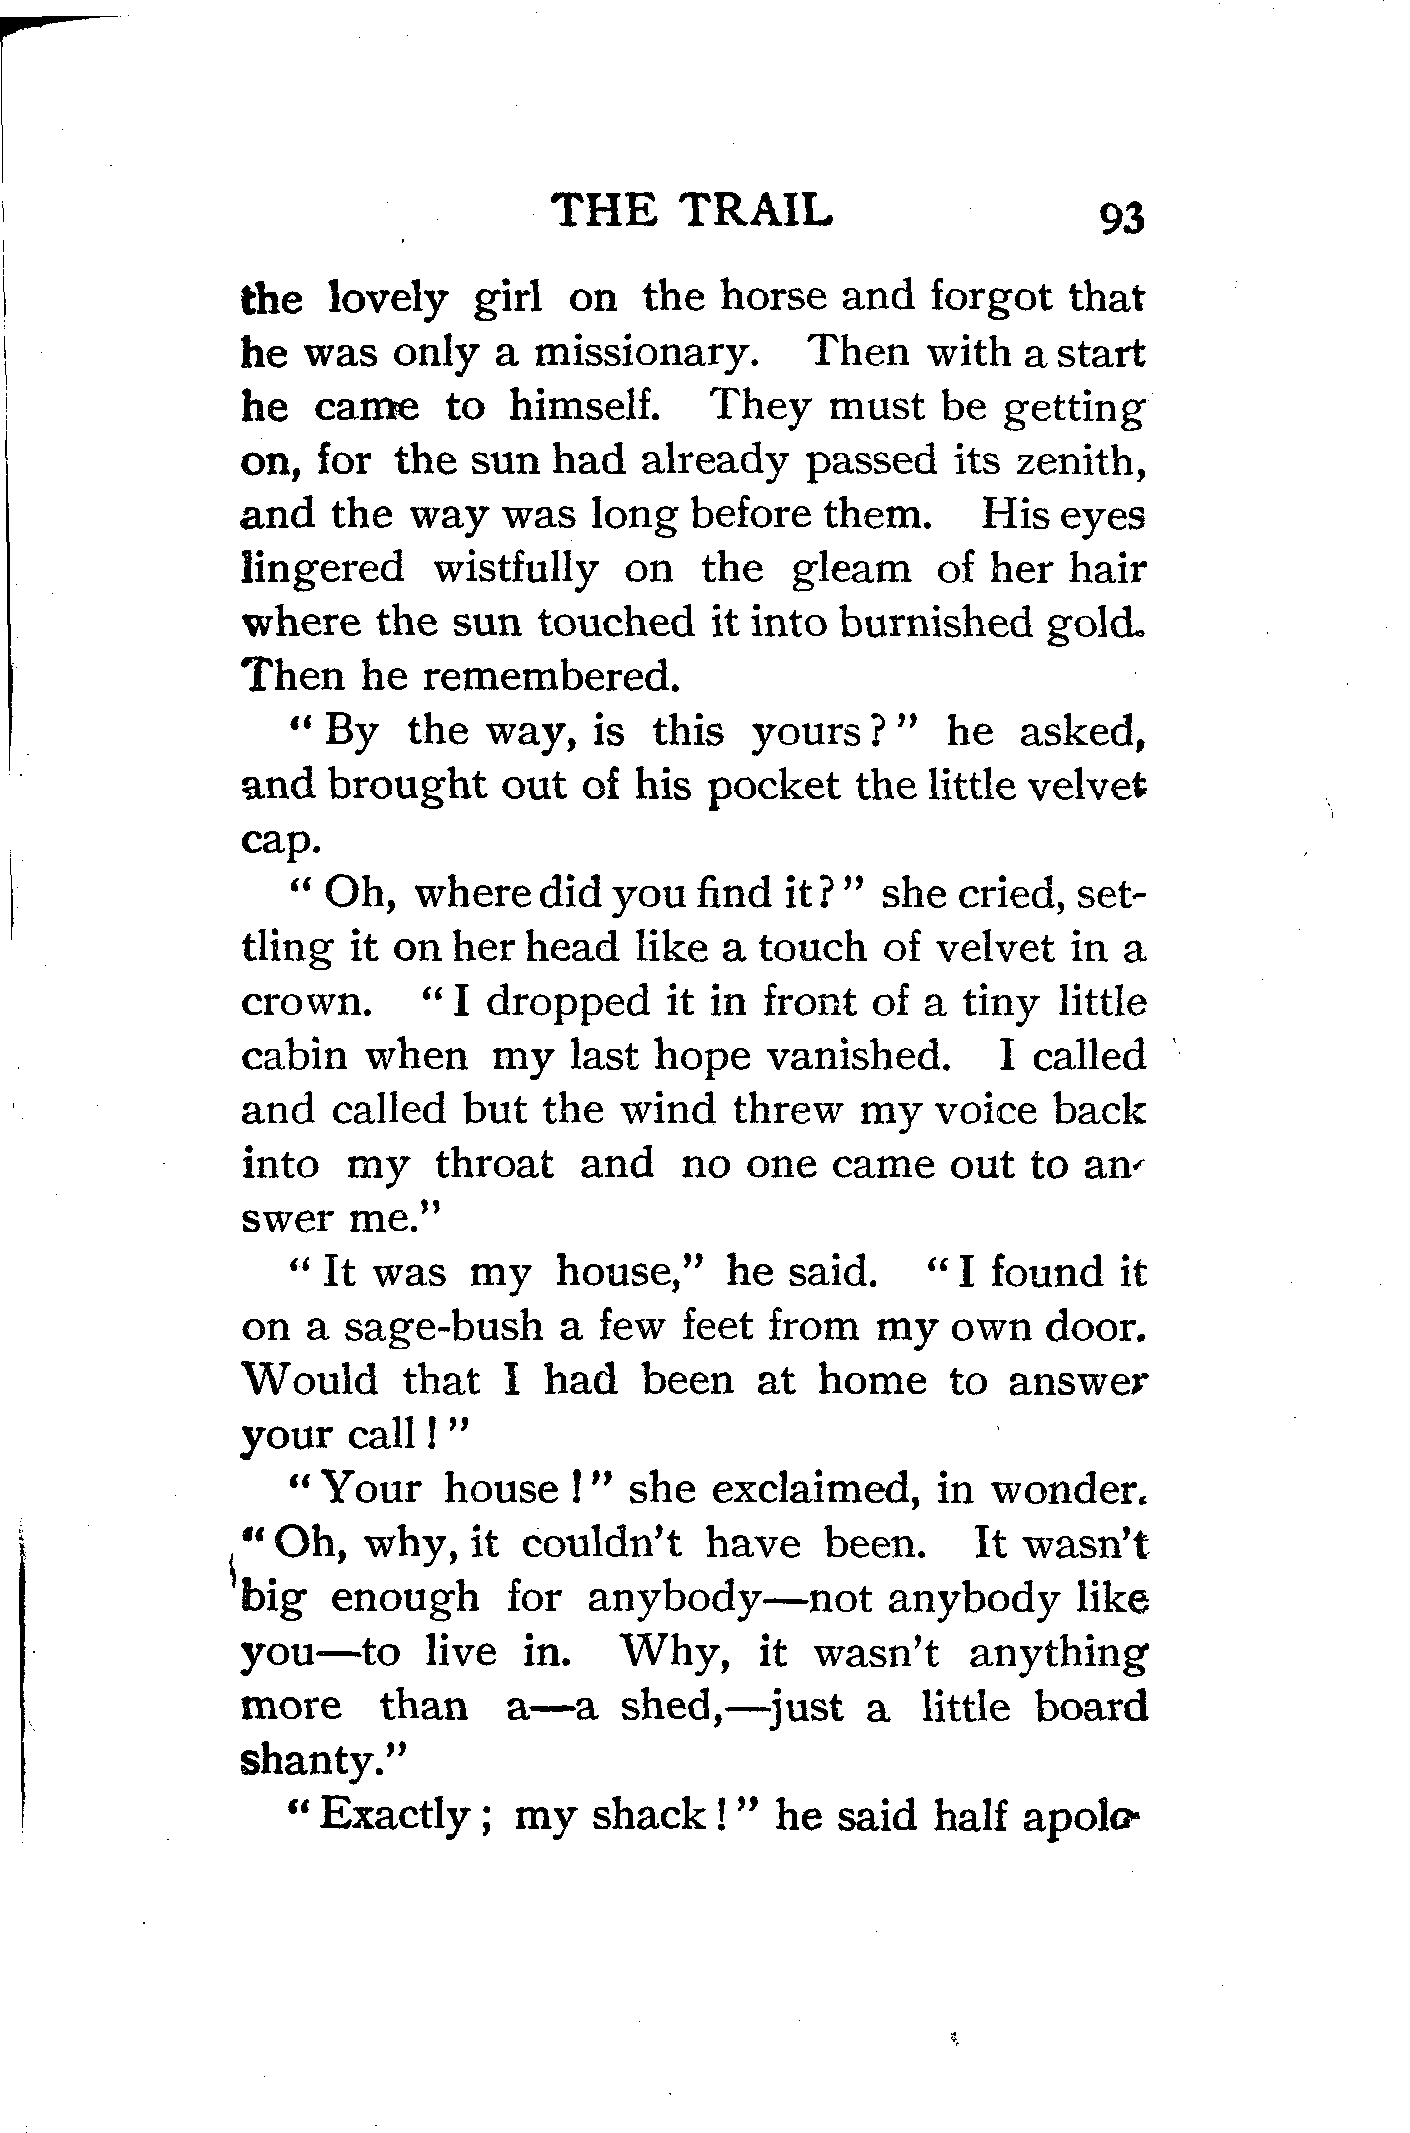 THE TRAIL 93
the lovely girl on the horse and forgot that
he was only a missionary. Then with a start
he came to himself. They must be getting
on, for the sun had already passed its zenith,
and the way was long before them. His eyes
lingered wistfully on the gleam of her hair
where the sun touched it into burnished gold.
Then he remembered.
" By the way, is this yours? " he asked,
and brought out of his pocket the little velvet
cap.
" Oh, where did you find it? " she cried, set-
tling it on her head like a touch of velvet in a
crown. " I dropped it in front of a tiny little
cabin when my last hope vanished. I called
and called but the wind threw my voice back
into my throat and no one came out to an-
swer me."
" It was my house," he said. " I found it
on a sage-bush a few feet from my own door.
Would that I had been at home to answer
your call ! "
" Your house ! " she exclaimed, in wonder.
" Oh, why, it couldn't have been. It wasn't
big enough for anybody—not anybody like
you—to live in. Why, it wasn't anything
more than a—a shed,—just a little board
shanty."
" Exactly ; my shack ! " he said half apolo-